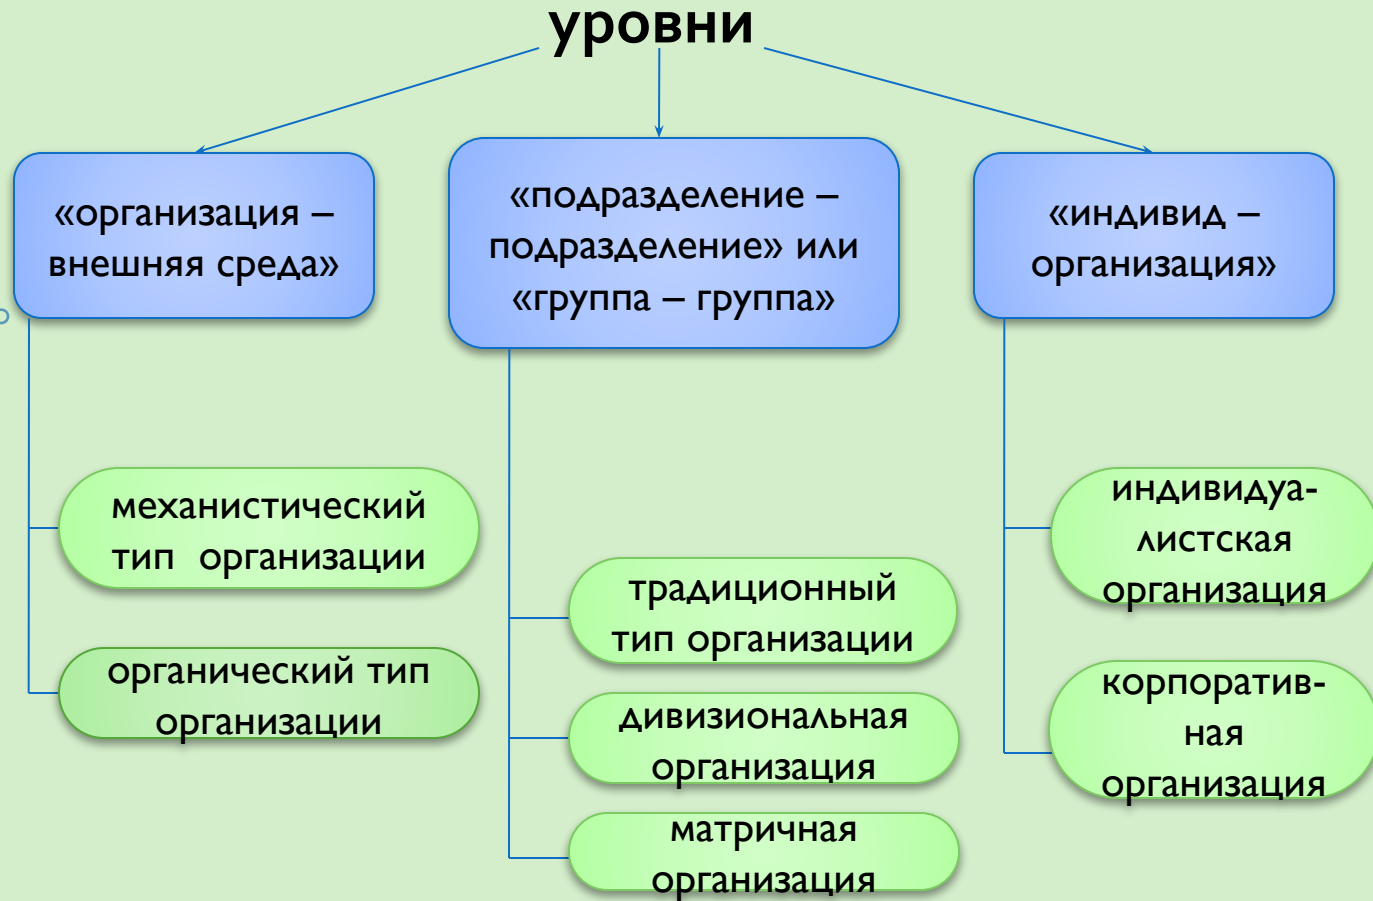 уровни
«организация –
внешняя среда»
«подразделение –
подразделение» или
«группа – группа»
«индивид –
организация»
механистический
тип организации
органический тип
организации
традиционный
тип организации
дивизиональная
организация
матричная
организация
индивидуа-
листская
организация
корпоратив-
ная
организация